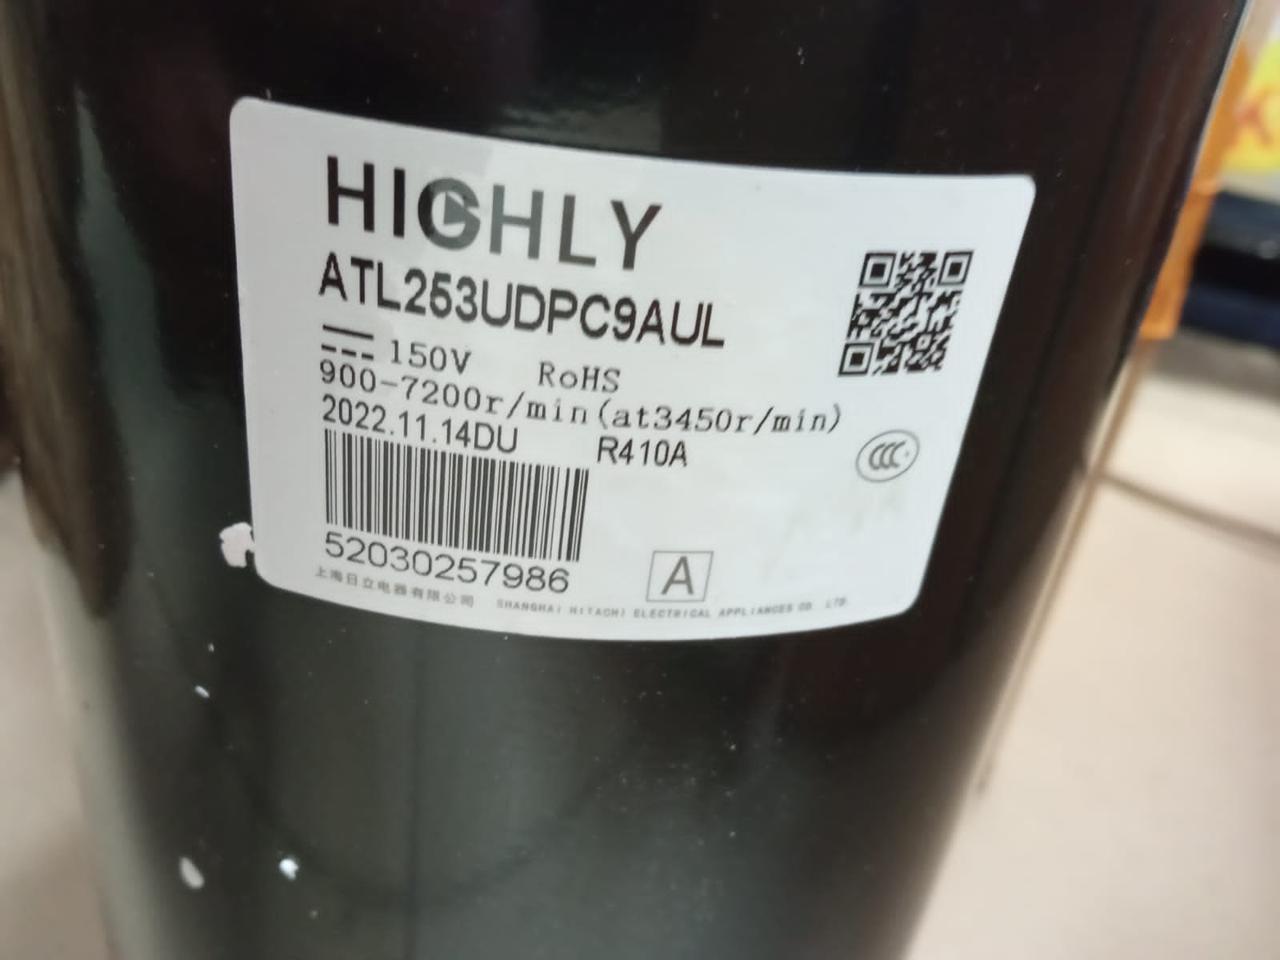 HIGHLY
ATL253UDPC9AUL
150V RoHS
900-7200r/min(at3450r/min)
2022.11.14DU R410A
CCC
52030257986
A
上海日立电器有限公司 SHANGHAI HITACHI ELECTRICAL APPLIANCES CO. LTD.